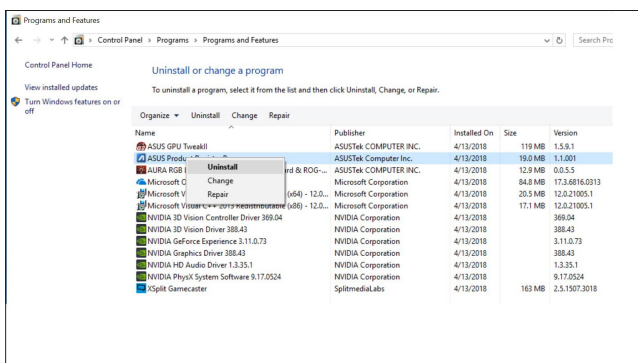 Programs and Features
Control Panel > Programs > Programs and Features
Search Pro
Control Panel Home
View installed updates
Turn Windows features on or
off
Uninstall or change a program
To uninstall a program, select it from the list and then click Uninstall, Change, or Repair.
Organize Uninstall Change Repair
Name Publisher Installed On Size Version
ASUS GPU TweakII ASUSTek COMPUTER INC. 4/13/2018 119 MB 1.5.9.1
ASUS Product ASUSTek Computer Inc. 4/13/2018 19.0 MB 1.1.001
AURA RGB rd & ROG-... ASUSTek COMPUTER INC. 4/13/2018 12.9 MB 0.0.5.5
Microsoft O Microsoft Corporation 4/13/2018 84.8 MB 17.3.6816.0313
Microsoft V (x64) - 12.0... Microsoft Corporation 4/13/2018 20.5 MB 12.0.21005.1
Microsoft Visual C++ 2013 Redistributable (x86) - 12.0... Microsoft Corporation 4/13/2018 17.1 MB 12.0.21005.1
NVIDIA 3D Vision Controller Driver 369.04 NVIDIA Corporation 4/13/2018 369.04
NVIDIA 3D Vision Driver 388.43 NVIDIA Corporation 4/13/2018 388.43
NVIDIA GeForce Experience 3.11.0.73 NVIDIA Corporation 4/13/2018 3.11.0.73
NVIDIA Graphics Driver 388.43 NVIDIA Corporation 4/13/2018 388.43
NVIDIA HD Audio Driver 1.3.35.1 NVIDIA Corporation 4/13/2018 1.3.35.1
NVIDIA PhysX System Software 9.17.0524 NVIDIA Corporation 4/13/2018 9.17.0524
XSplit Gamecaster SplitmediaLabs 4/13/2018 163 MB 2.5.1507.3018
Uninstall
Change
Repair